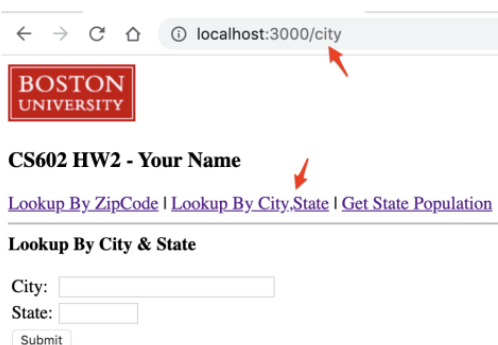 localhost:3000/city
BOSTON
UNIVERSITY
CS602 HW2 - Your Name
Lookup By ZipCode | Lookup By City,State | Get State Population
Lookup By City & State
City:
State:
Submit